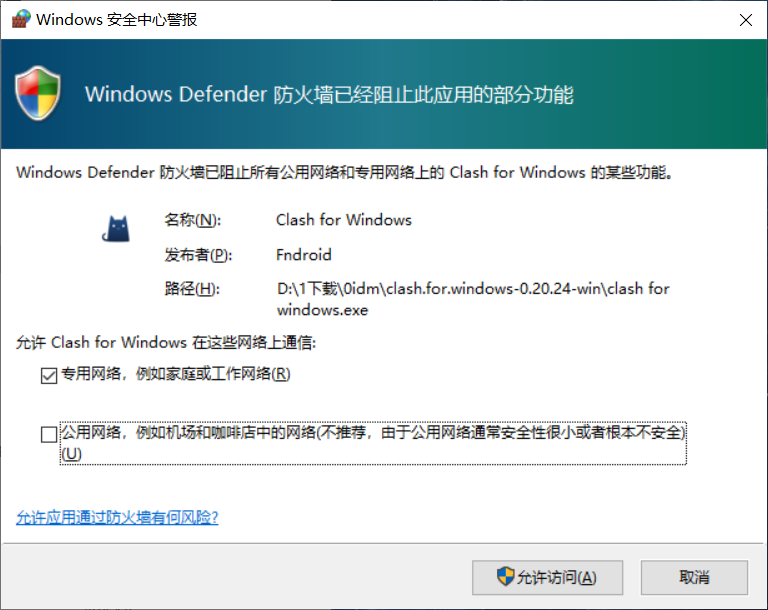 Windows 安全中心警报
Windows Defender 防火墙已经阻止此应用的部分功能
Windows Defender 防火墙已阻止所有公用网络和专用网络上的 Clash for Windows 的某些功能。
名称(N): Clash for Windows
发布者(P): Fndroid
路径(H): D:\1下载\0idm\clash.for.windows-0.20.24-win\clash for
windows.exe
允许 Clash for Windows 在这些网络上通信:
专用网络，例如家庭或工作网络(R)
公用网络，例如机场和咖啡店中的网络(不推荐，由于公用网络通常安全性很小或者根本不安全)
(U)
允许应用通过防火墙有何风险?
允许访问(A) 取消